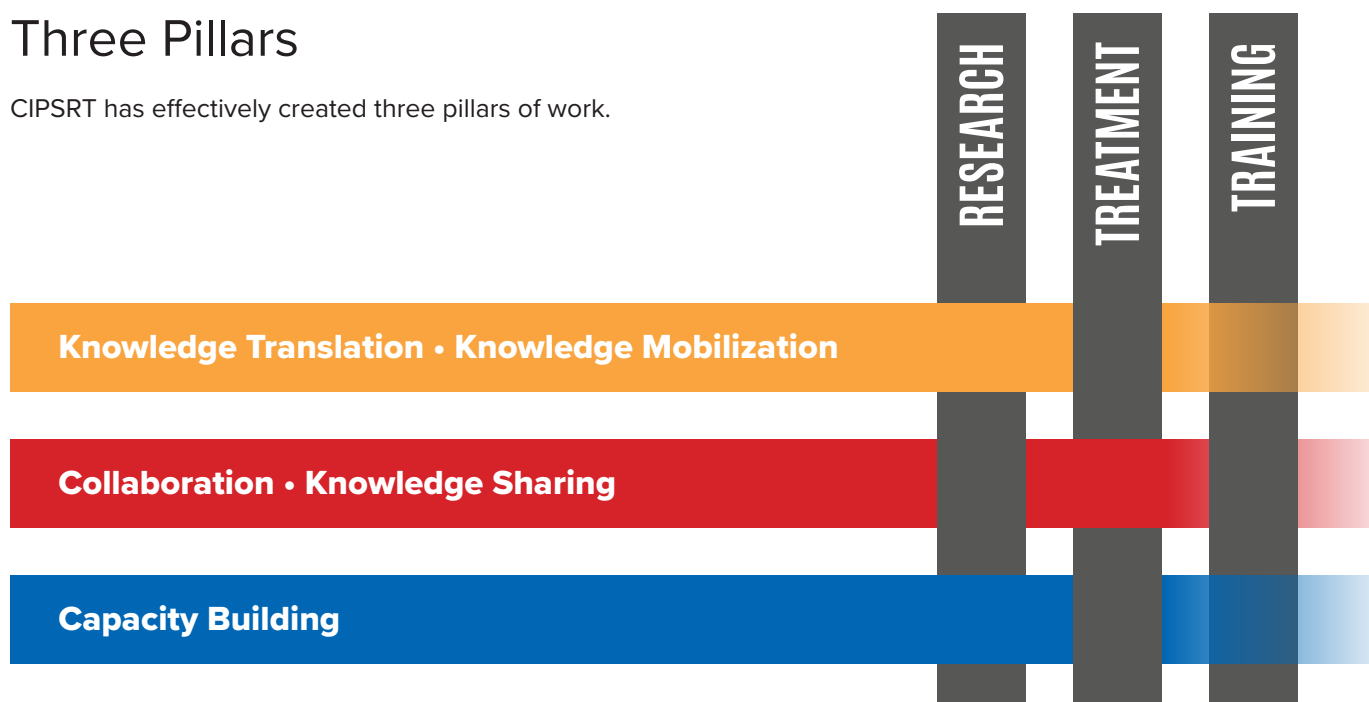 Three Pillars
CIPSRT has effectively created three pillars of work.
RESEARCH
TREATMENT
TRAINING
Knowledge Translation • Knowledge Mobilization
Collaboration • Knowledge Sharing
Capacity Building